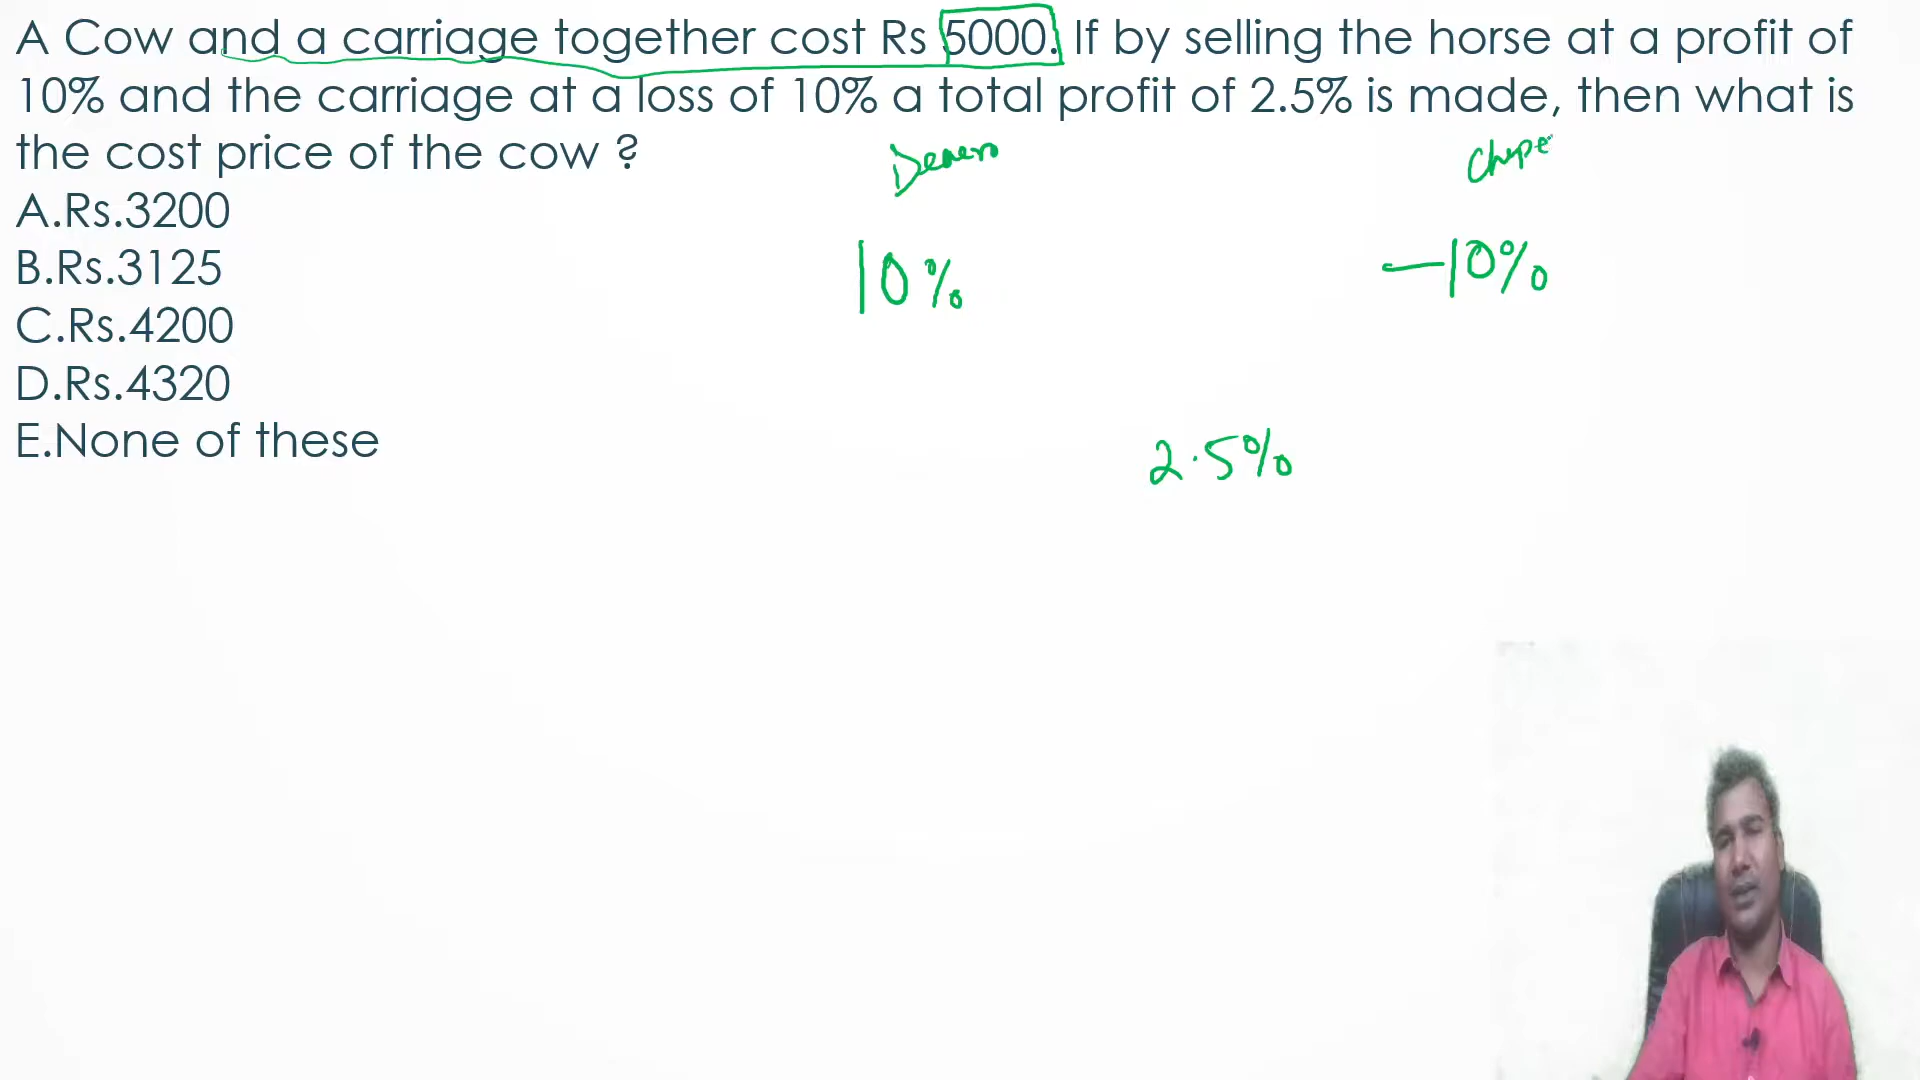 A Cow and a carriage together cost Rs 5000. If by selling the horse at a profit of
10% and the carriage at a loss of 10% a total profit of 2.5% is made, then what is
the cost price of the cow ?
A.Rs.3200
B.Rs.3125
C.Rs.4200
D.Rs.4320
E.None of these
10%
-10%
2.5%